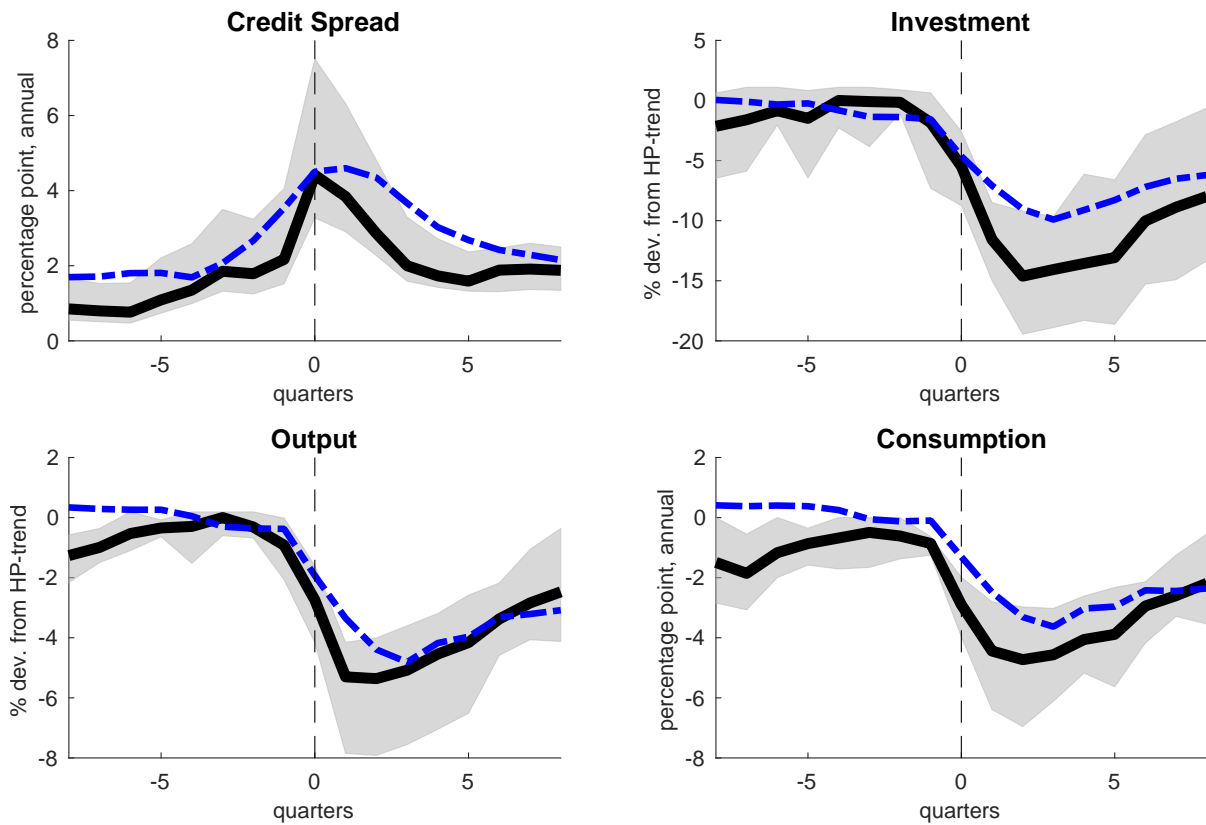 Credit Spread
percentage point, annual
8
6
4
2
0
-5 0 5
quarters
Investment
% dev. from HP-trend
5
0
-5
-10
-15
-20
-5 0 5
quarters
Output
% dev. from HP-trend
2
0
-2
-4
-6
-8
-5 0 5
quarters
Consumption
percentage point, annual
2
0
-2
-4
-6
-8
-5 0 5
quarters